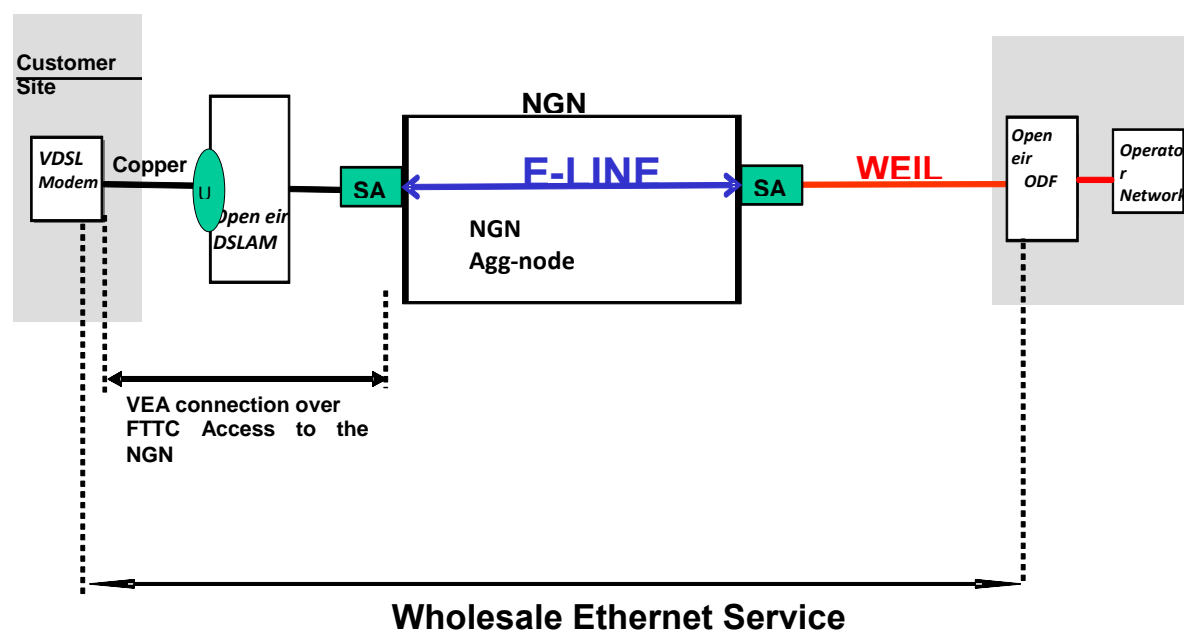 Customer
Site
VDSL
Modem
Copper
U
Open eir
DSLAM
SA
NGN
E-LINE
NGN
Agg-node
SA
WEIL
Open
eir
ODF
Operato
r
Network
VEA connection over
FTTC Access to the
NGN
Wholesale Ethernet Service